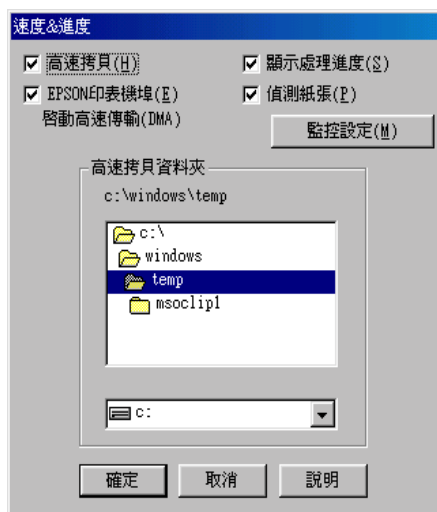 速度&進度
高速拷貝(H)
顯示處理進度(S)
EPSON印表機埠(E)
偵測紙張(P)
啟動高速傳輸(DMA)
監控設定(M)
高速拷貝資料夾
c:\windows\temp
c:\
windows
temp
msoclip1
c:
確定
取消
說明